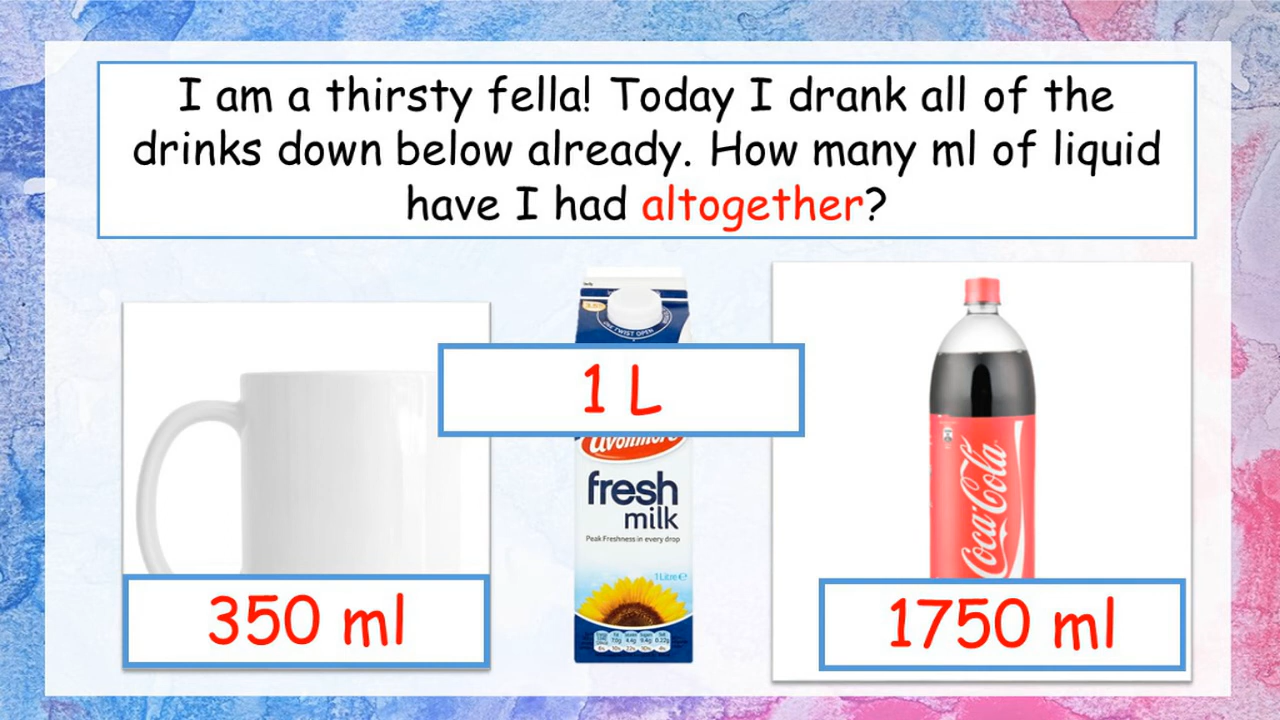 I am a thirsty fella! Today I drank all of the
drinks down below already. How many ml of liquid
have I had altogether?
1 L
350 ml
avonmore
fresh
milk
Peak Freshness in every drop
1 Litre e
Coca-Cola
1750 ml